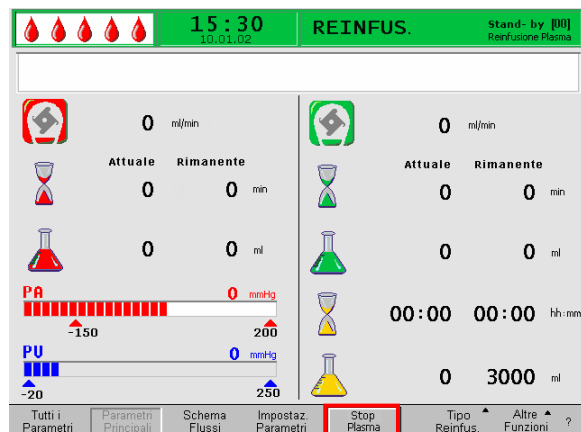 15:30
10.01.02
REINFUS.
Stand- by [00]
Reinfusione Plasma
0 ml/min
Attuale Rimanente
0 0 min
0 0 ml
PA 0 mmHg
-150 200
PV 0 mmHg
-20 250
0 ml/min
Attuale Rimanente
0 0 min
0 0 ml
00:00 00:00 hh:mm
0 3000 ml
Tutti i Parametri
Parametri Principali
Schema Flussi
Impostaz. Parametri
Stop Plasma
Tipo Reinfus.
Altre Funzioni
?